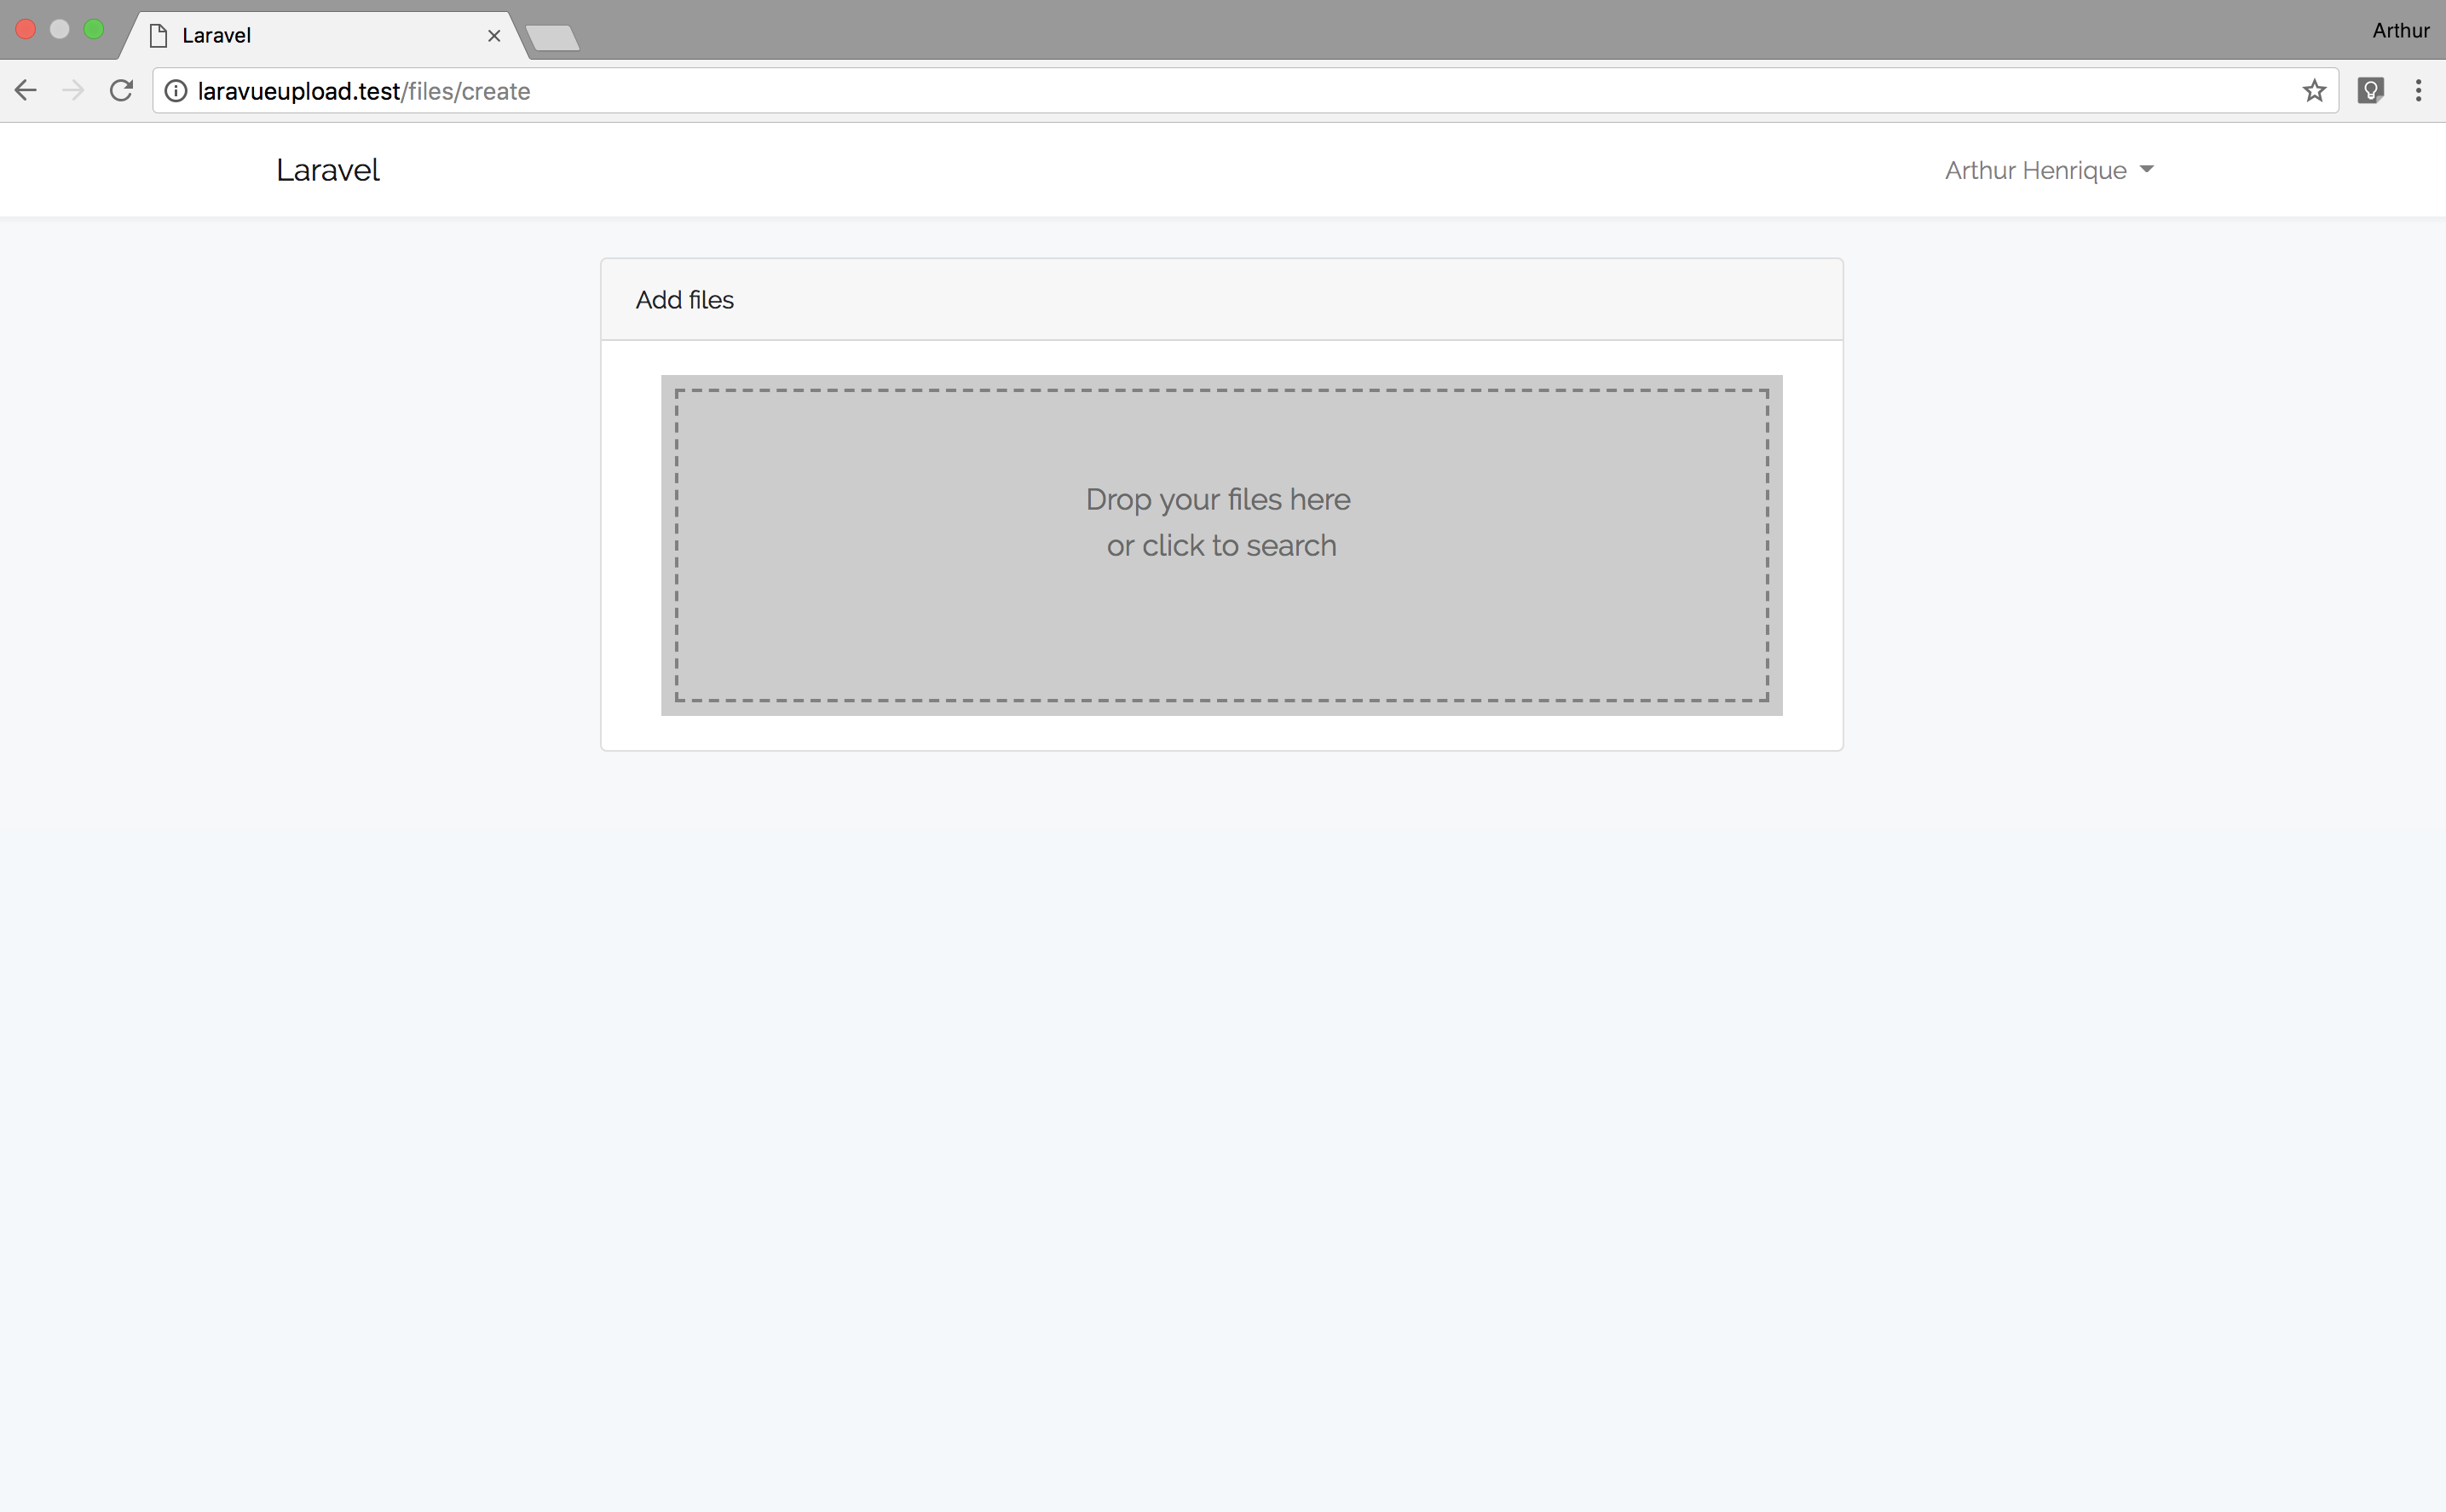 Laravel
Arthur
laravueupload.test/files/create
Laravel
Arthur Henrique
Add files
Drop your files here
or click to search